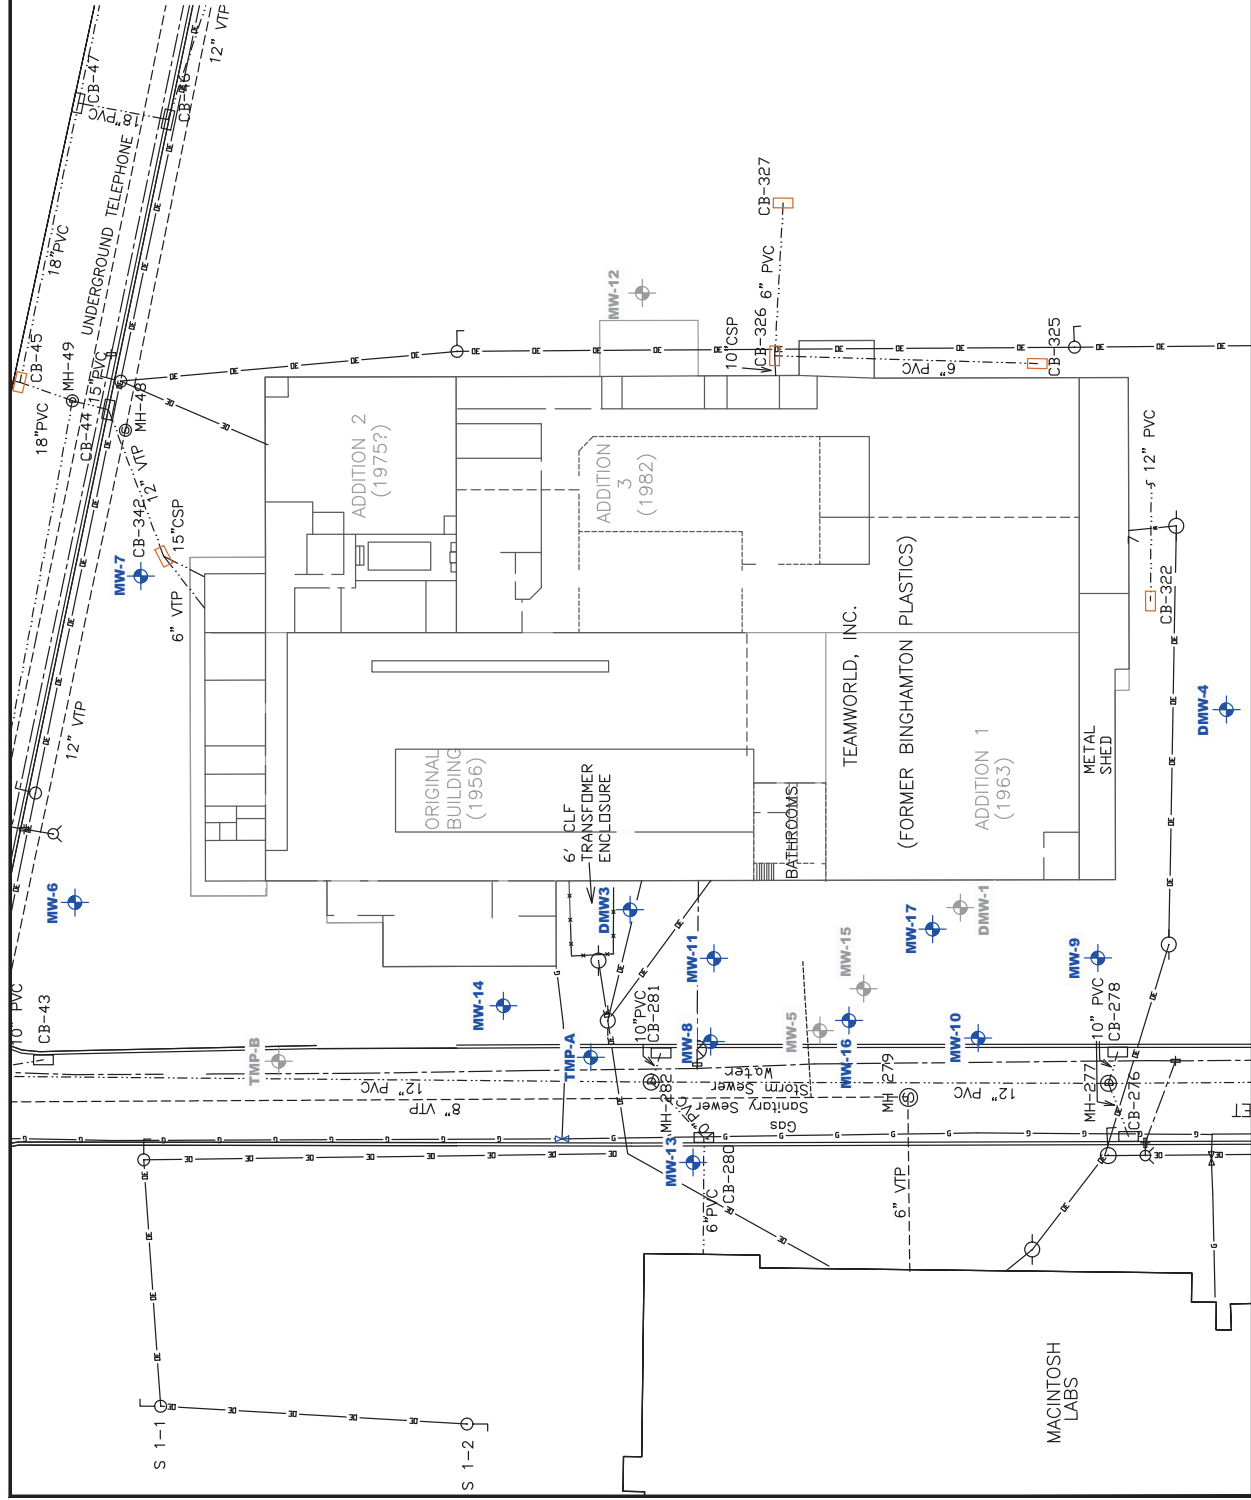 12" VTP
CB-47
18"PVC
CB-46
UNDERGROUND TELEPHONE
18"PVC
CB-327
CB-45
MH-49
18"PVC
15"PVC
CB-44
MH-48
12" VTP
CB-342
15"CSP
MW-7
6" VTP
12" VTP
MW-12
6" PVC
CB-326
10"CSP
CB-325
6" PVC
12" PVC
CB-322
ADDITION 2
(1975?)
ADDITION
3
(1982)
TEAMWORLD, INC.
(FORMER BINGHAMTON PLASTICS)
ORIGINAL
BUILDING
(1956)
6' CLF
TRANSFOMER
ENCLOSURE
BATHROOMS
ADDITION 1
(1963)
METAL
SHED
DMW-4
MW-6
DMW3
MW-11
MW-17
DMW-1
MW-15
MW-9
MW-14
10" PVC
CB-43
TMP-B
TMP-A
10"PVC
CB-281
MW-8
MW-5
MW-16
MW-10
10" PVC
CB-278
12" PVC
8" VTP
MH-282
Water
Storm Sewer
Sanitary Sewer
Gas
MH 279
12" PVC
MH-277
CB-276
ET
MW-13
CB-280
6"PVC
6" VTP
S 1-1
S 1-2
MACINTOSH
LABS